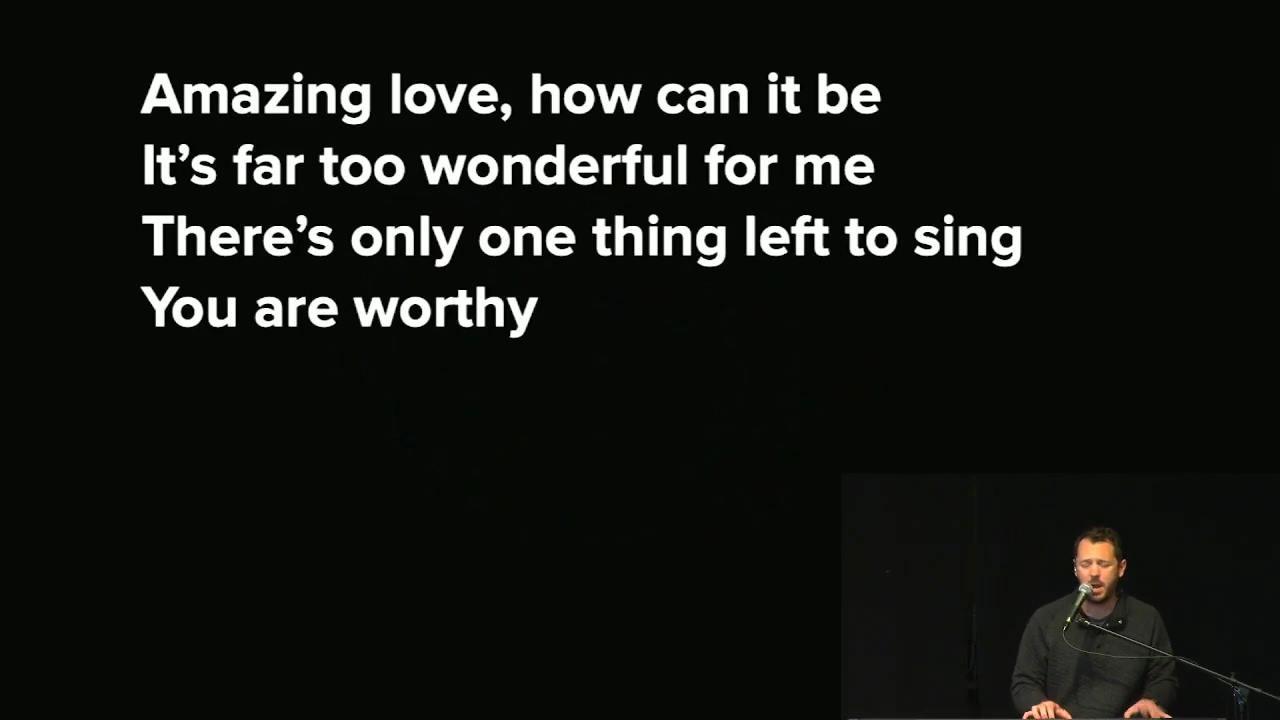 Amazing love, how can it be
It’s far too wonderful for me
There’s only one thing left to sing
You are worthy